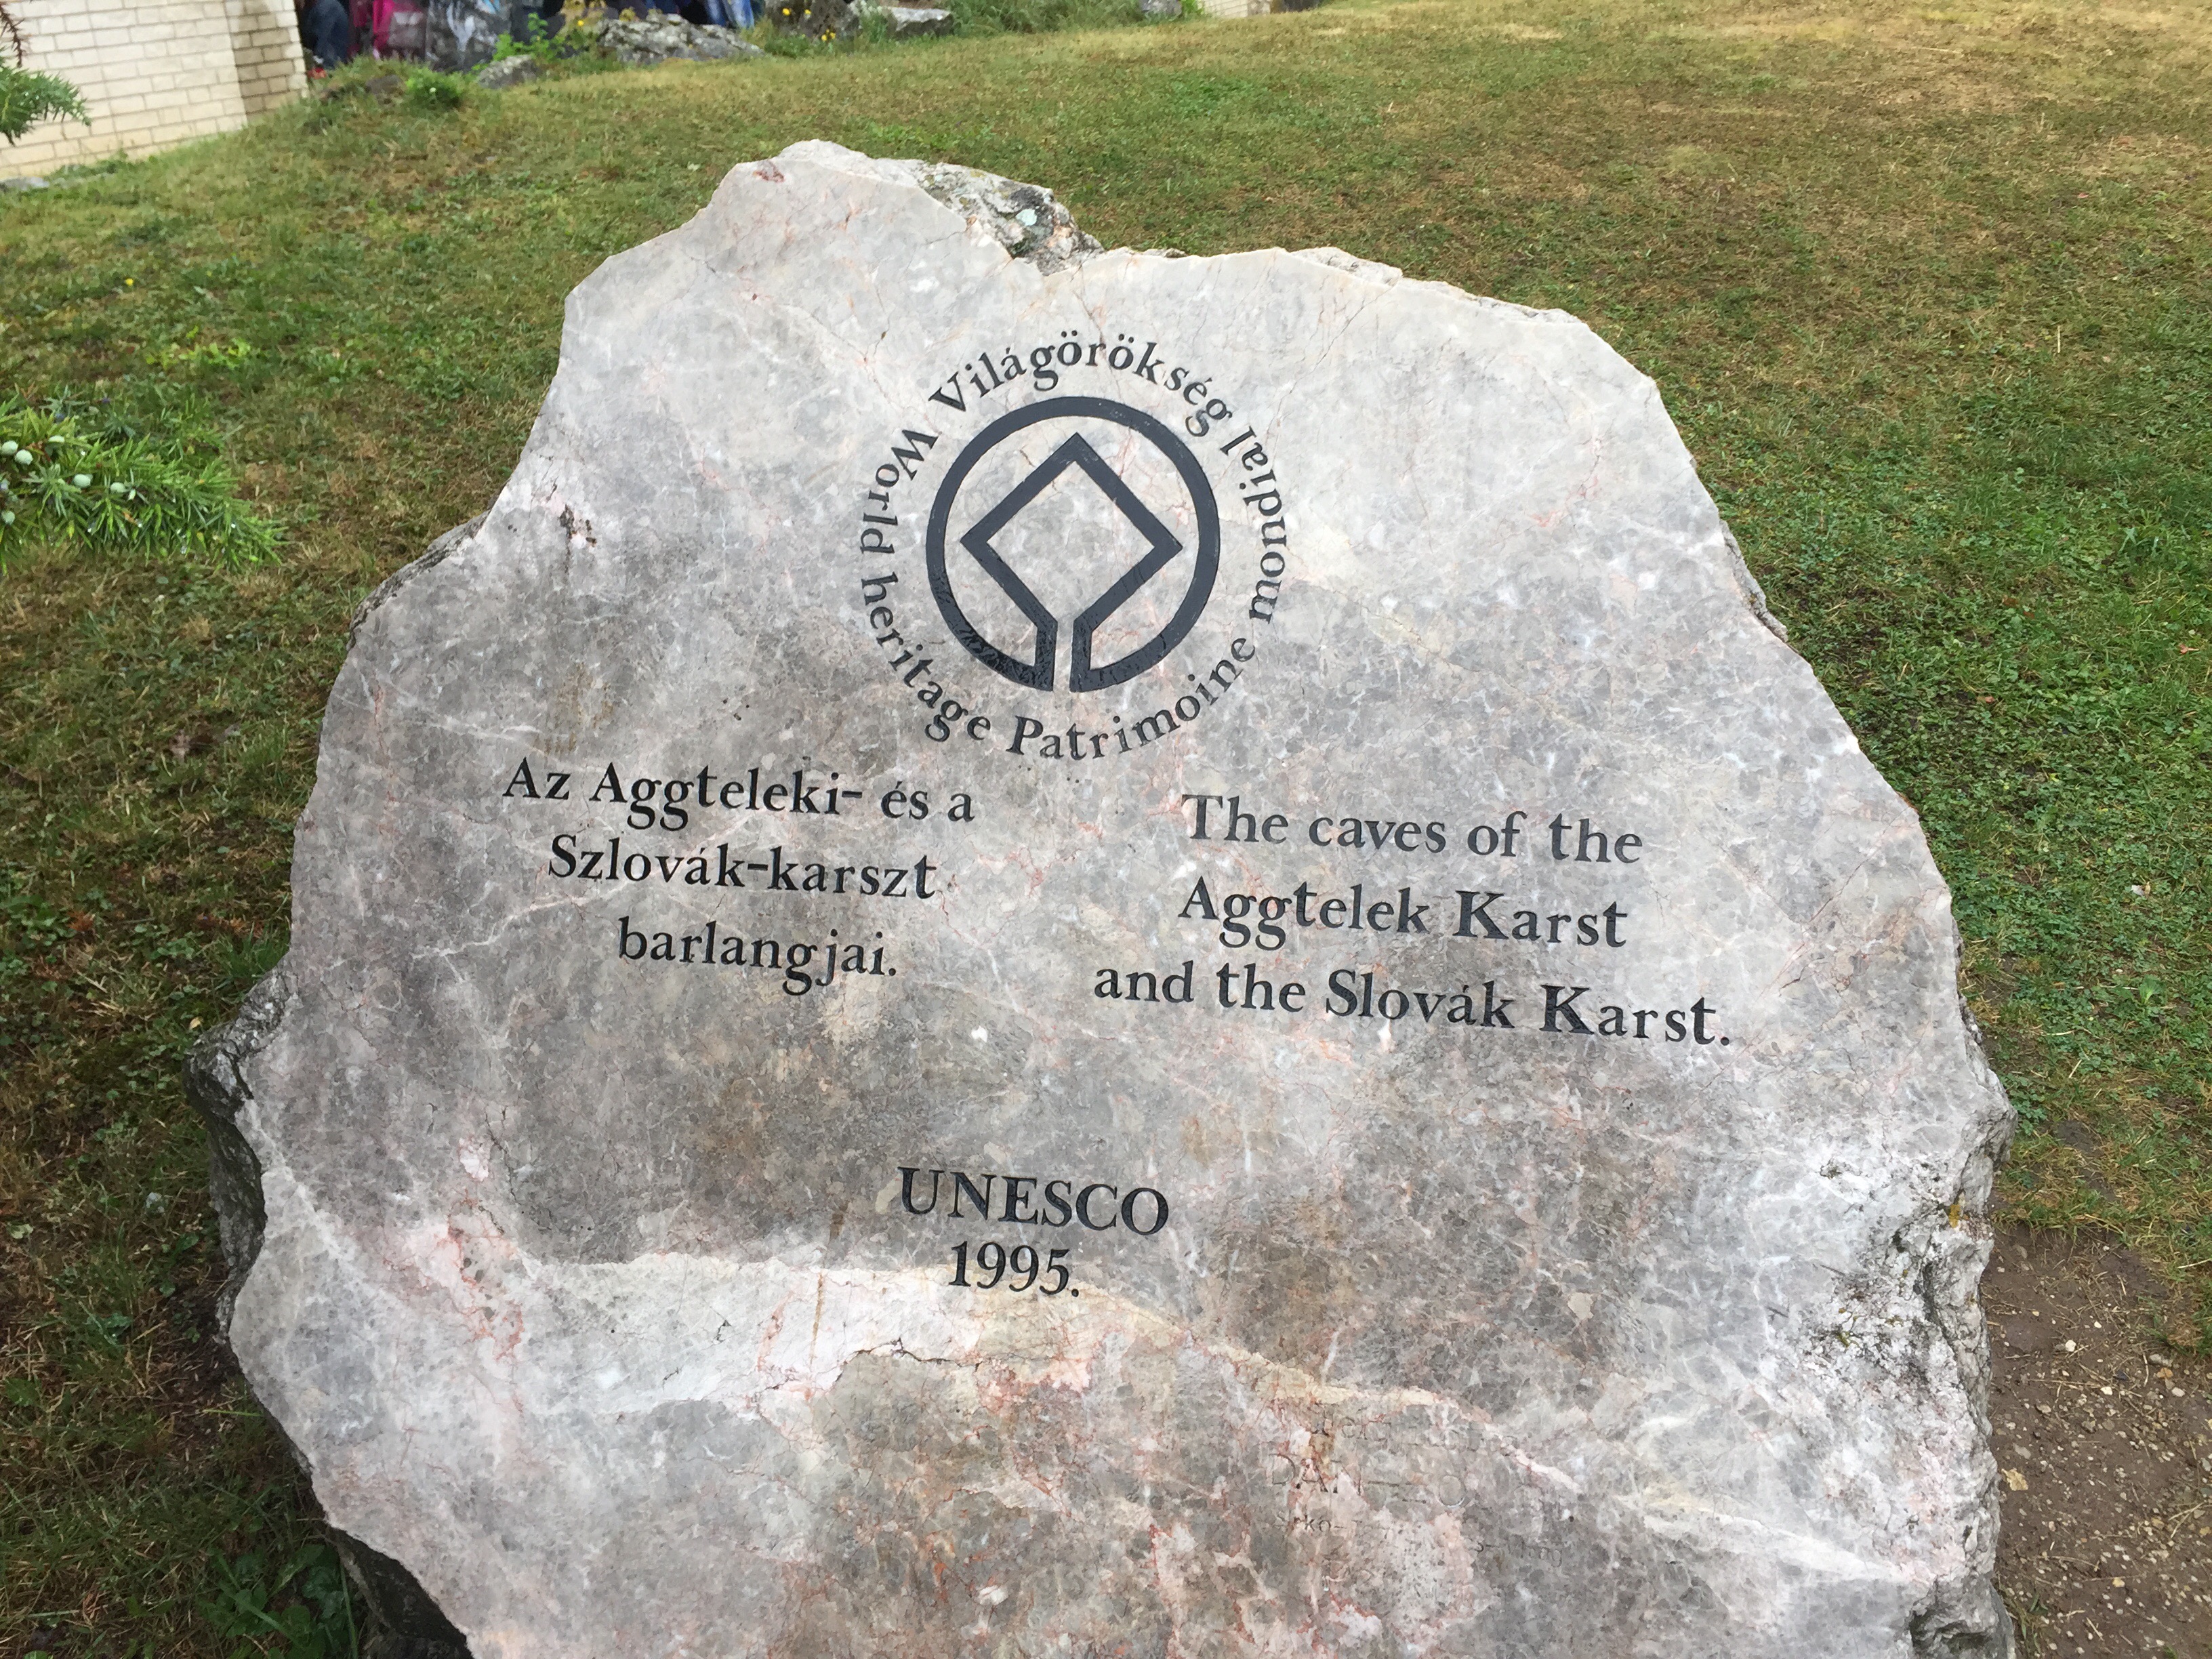 World heritage Patrimoine mondial Világörökség
Az Aggteleki- és a
Szlovák-karszt
barlangjai.
The caves of the
Aggtelek Karst
and the Slovák Karst.
UNESCO
1995.